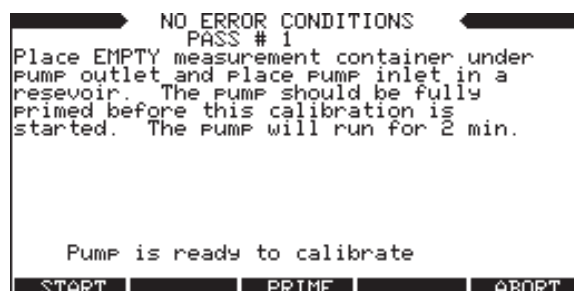 NO ERROR CONDITIONS
PASS # 1
Place EMPTY measurement container under
pump outlet and place pump inlet in a
resevoir. The pump should be fully
primed before this calibration is
started. The pump will run for 2 min.
Pump is ready to calibrate
START PRIME ABORT